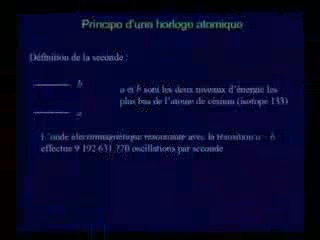 Principe d'une horloge atomique
Définition de la seconde :
b
a et b sont les deux niveaux d'énergie les
plus bas de l'atome de césium (isotope 133)
a
L'onde électromagnétique résonnante avec la transition a – b
effectue 9 192 631 770 oscillations par seconde